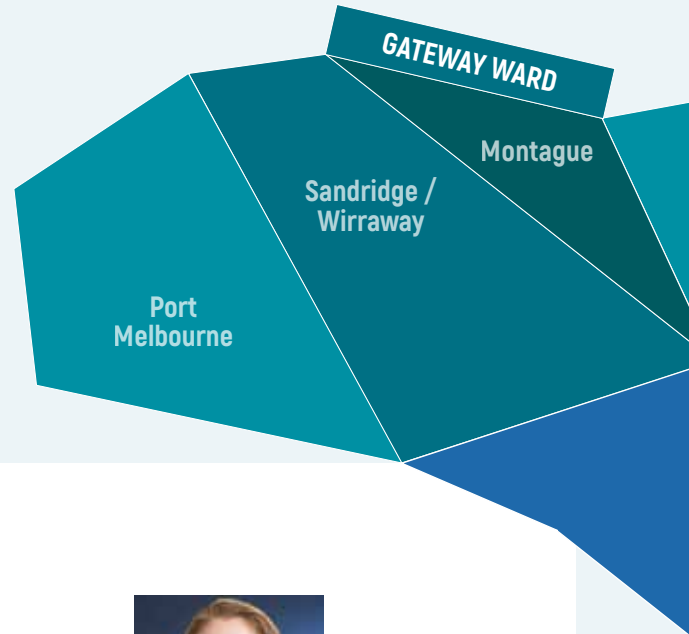 GATEWAY WARD
Montague
Sandridge /
Wirraway
Port
Melbourne